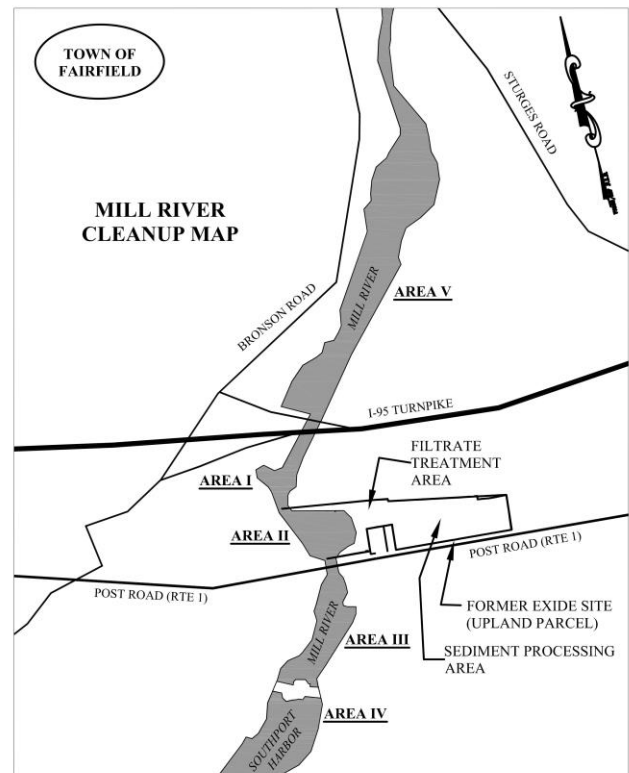 TOWN OF
FAIRFIELD
MILL RIVER
CLEANUP MAP
STURGES ROAD
BRONSON ROAD
MILL RIVER
AREA V
I-95 TURNPIKE
FILTRATE
TREATMENT
AREA
AREA I
AREA II
POST ROAD (RTE 1)
POST ROAD (RTE 1)
FORMER EXIDE SITE
(UPLAND PARCEL)
MILL RIVER
AREA III
SEDIMENT PROCESSING
AREA
AREA IV
SOUTHPORT
HARBOR